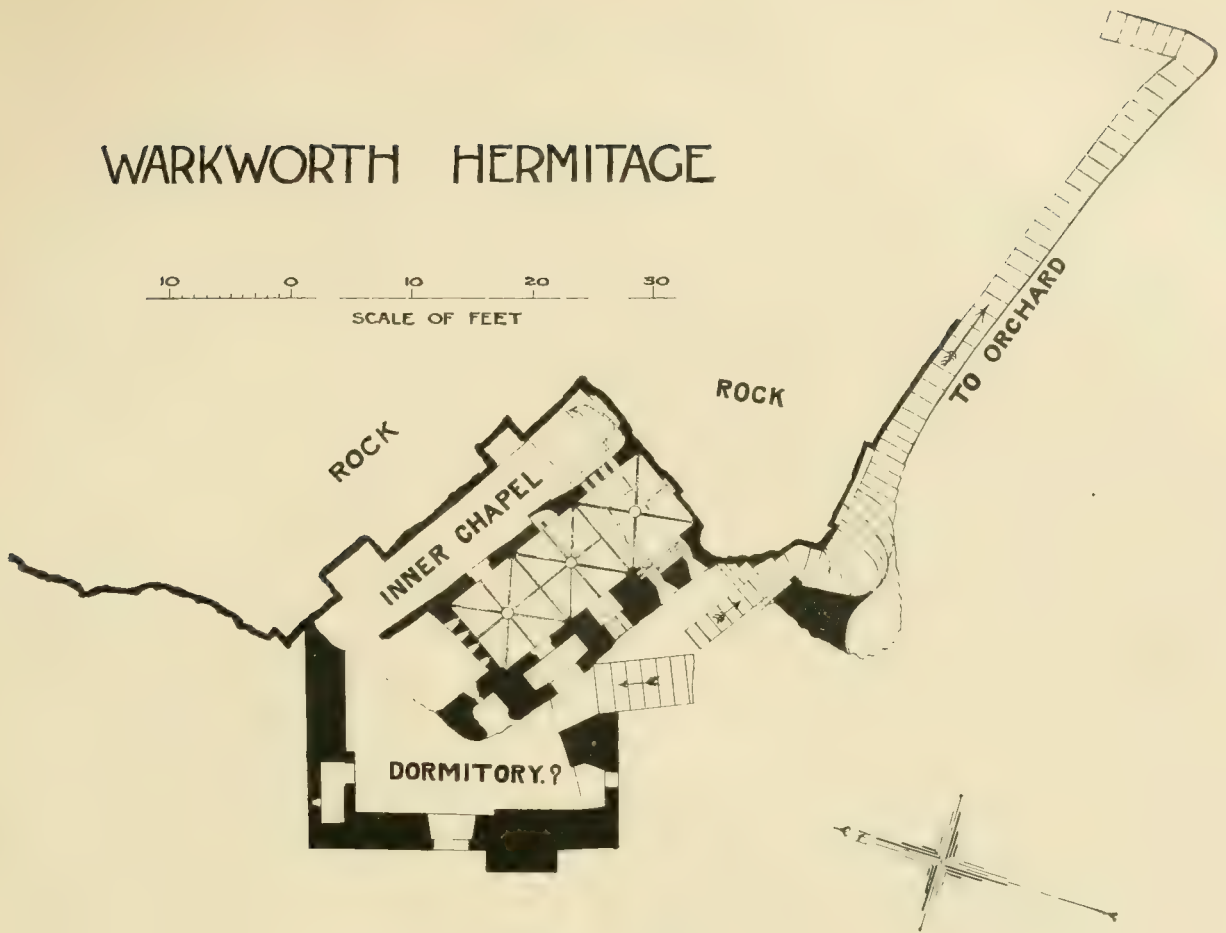 WARKWORTH HERMITAGE
10 0 10 20 30
SCALE OF FEET
ROCK
ROCK
TO ORCHARD
INNER CHAPEL
DORMITORY.?
N